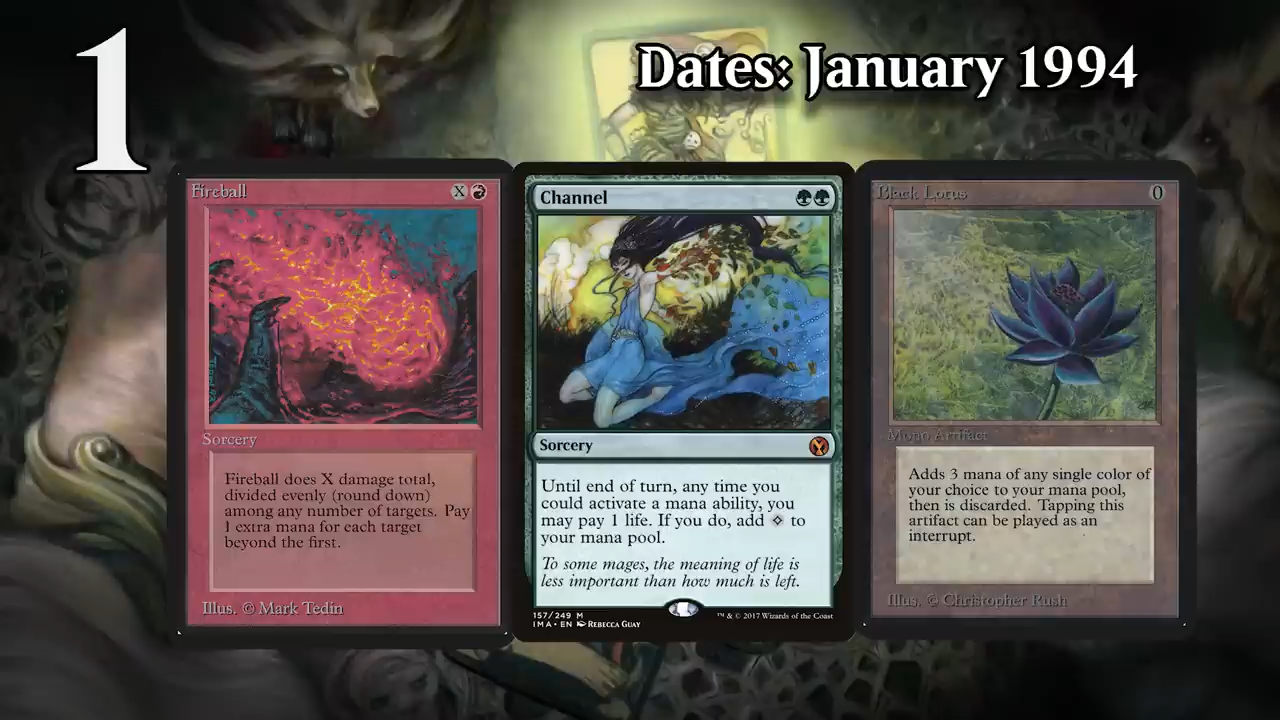 1
Dates: January 1994
Fireball X
Sorcery
Fireball does X damage total,
divided evenly (round down)
among any number of targets. Pay
1 extra mana for each target
beyond the first.
Illus. © Mark Tedin
Channel
Sorcery
Until end of turn, any time you
could activate a mana ability, you
may pay 1 life. If you do, add to
your mana pool.
To some mages, the meaning of life is
less important than how much is left.
157/249 M
IMA • EN REBECCA GUAY
™ & © 2017 Wizards of the Coast
Black Lotus 0
Mono Artifact
Adds 3 mana of any single color of
your choice to your mana pool,
then is discarded. Tapping this
artifact can be played as an
interrupt.
Illus. © Christopher Rush